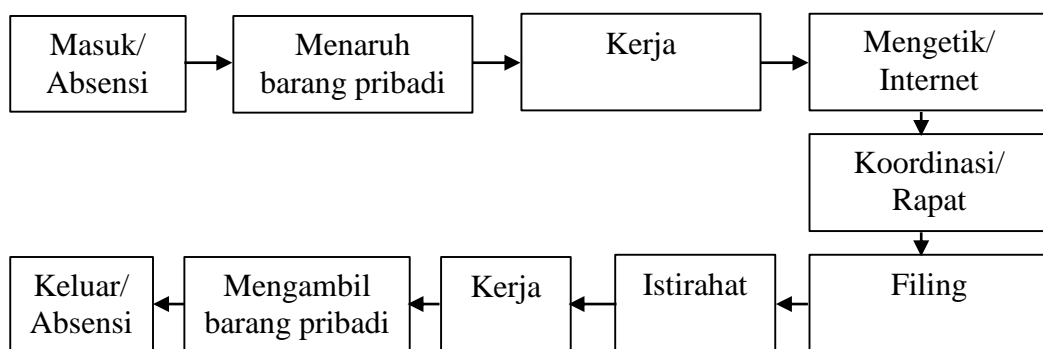 Masuk/
Absensi
Menaruh
barang pribadi
Kerja
Mengetik/
Internet
Koordinasi/
Rapat
Filing
Istirahat
Kerja
Mengambil
barang pribadi
Keluar/
Absensi